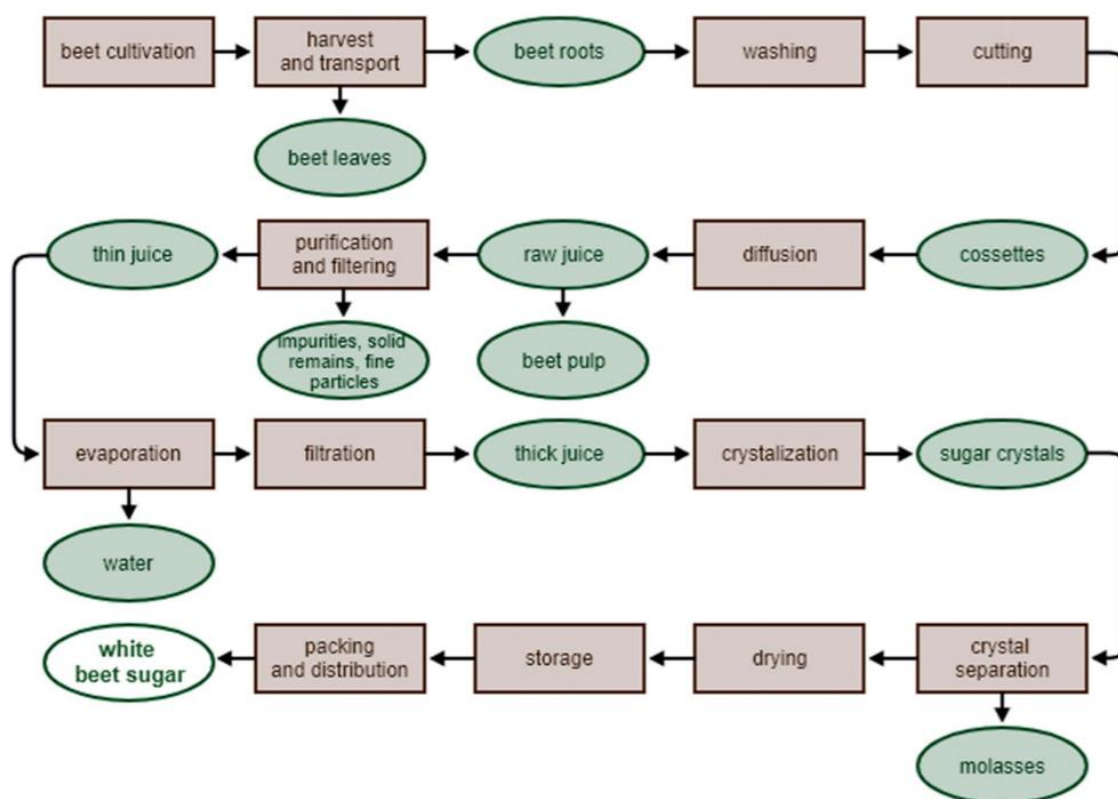 beet cultivation
harvest
and transport
beet roots
washing
cutting
beet leaves
thin juice
purification
and filtering
raw juice
diffusion
cossettes
impurities, solid
remains, fine
particles
beet pulp
evaporation
filtration
thick juice
crystalization
sugar crystals
water
white
beet sugar
packing
and distribution
storage
drying
crystal
separation
molasses